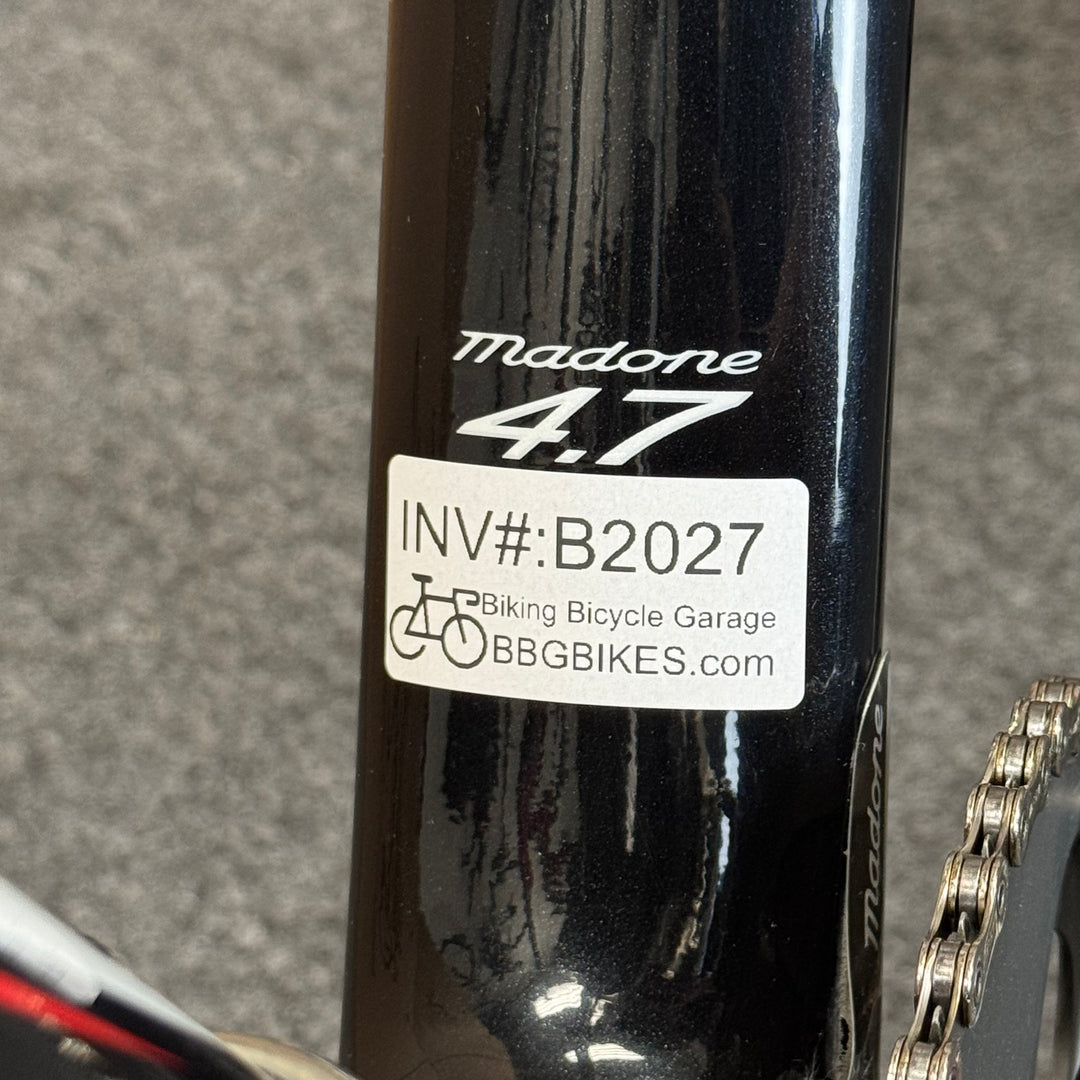 madone
4.7
INV#:B2027
Biking Bicycle Garage
BBGBIKES.com
madone